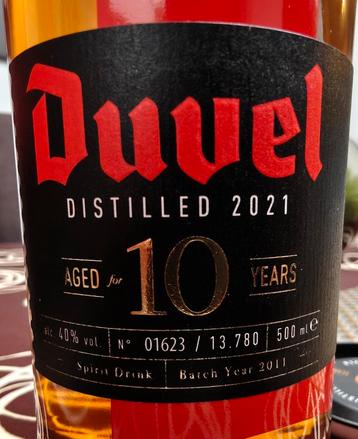 Duvel
DISTILLED 2021
AGED for 10 YEARS
alc 40% vol. N° 01623 / 13.780 500 ml ℮
Spirit Drink Batch Year 2011